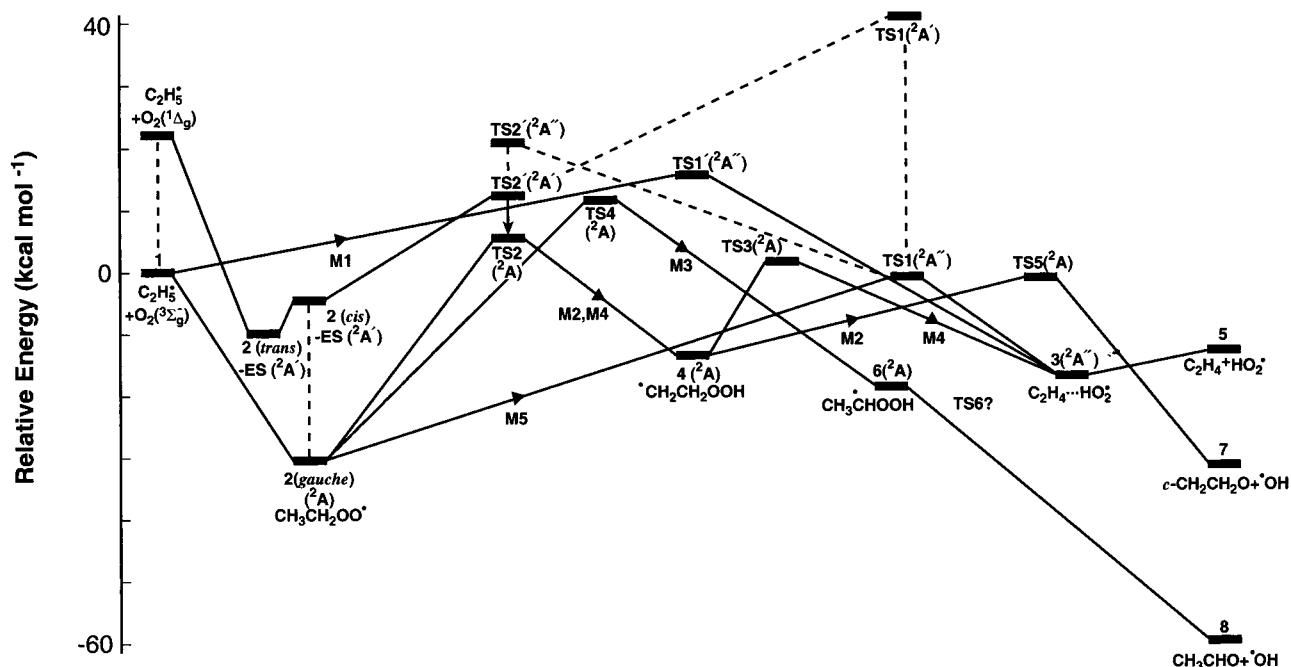 40
TS1(²A´)
C₂H₅•
+O₂(¹Δg)
TS2´(²A˝)
TS1´(²A˝)
TS2´(²A´)
TS4
(²A)
TS2
(²A)
TS3(²A)
M3
TS1(²A˝)
TS5(²A)
M1
0
C₂H₅•
+O₂(³Σg⁻)
2 (cis)
-ES (²A´)
M2,M4
M2
M4
5
C₂H₄+HO₂•
2 (trans)
-ES (²A´)
4 (²A)
•CH₂CH₂OOH
6(²A)
CH₃ĊHOOH
TS6?
3(²A˝)
C₂H₄···HO₂•
M5
2(gauche)
(²A)
CH₃CH₂OO•
7
c-CH₂CH₂O+•OH
-60
8
CH₃CHO+•OH
Relative Energy (kcal mol ⁻¹)